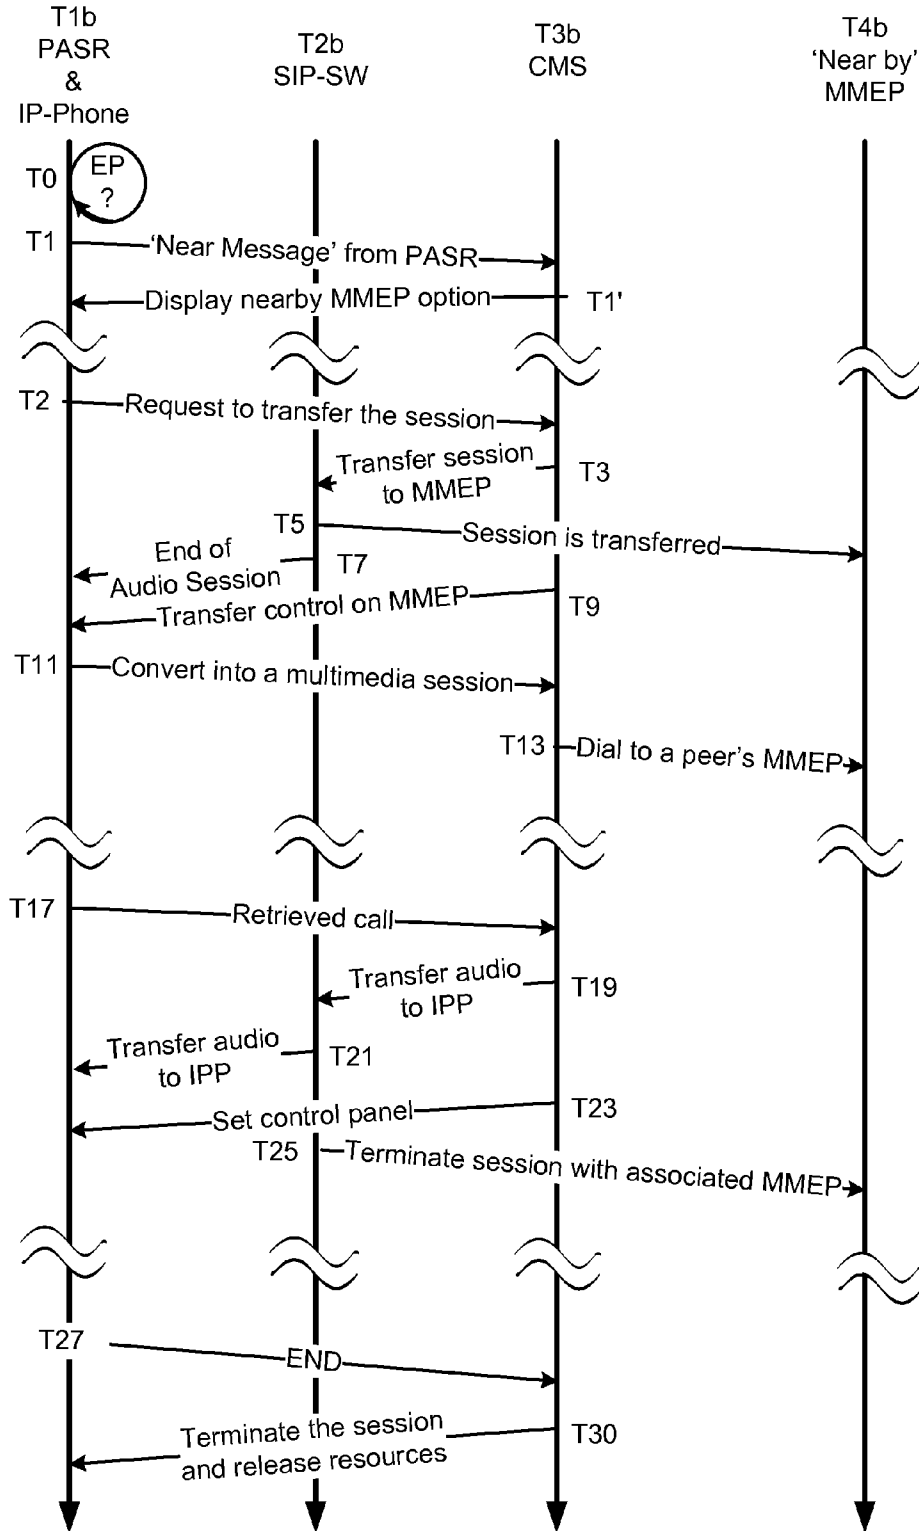 T1b
PASR
&
IP-Phone
T2b
SIP-SW
T3b
CMS
T4b
‘Near by’
MMEP
T0
EP
?
T1
‘Near Message’ from PASR
Display nearby MMEP option
T1'
T2
Request to transfer the session
Transfer session
to MMEP
T3
T5
Session is transferred
End of
Audio Session
T7
Transfer control on MMEP
T9
T11
Convert into a multimedia session
T13
Dial to a peer’s MMEP
T17
Retrieved call
Transfer audio
to IPP
T19
Transfer audio
to IPP
T21
Set control panel
T23
T25
Terminate session with associated MMEP
T27
END
Terminate the session
and release resources
T30